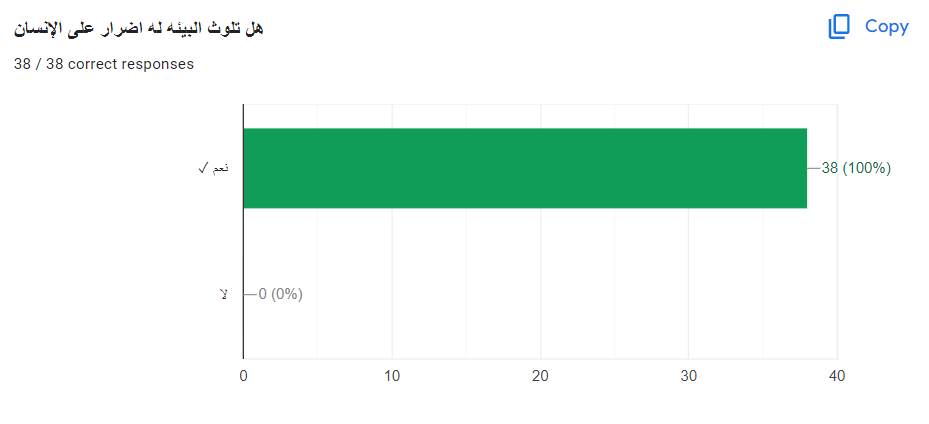 هل تلوث البيئه له اضرار على الإنسان
Copy
38 / 38 correct responses
نعم ✓
38 (100%)
لا
0 (0%)
0 10 20 30 40